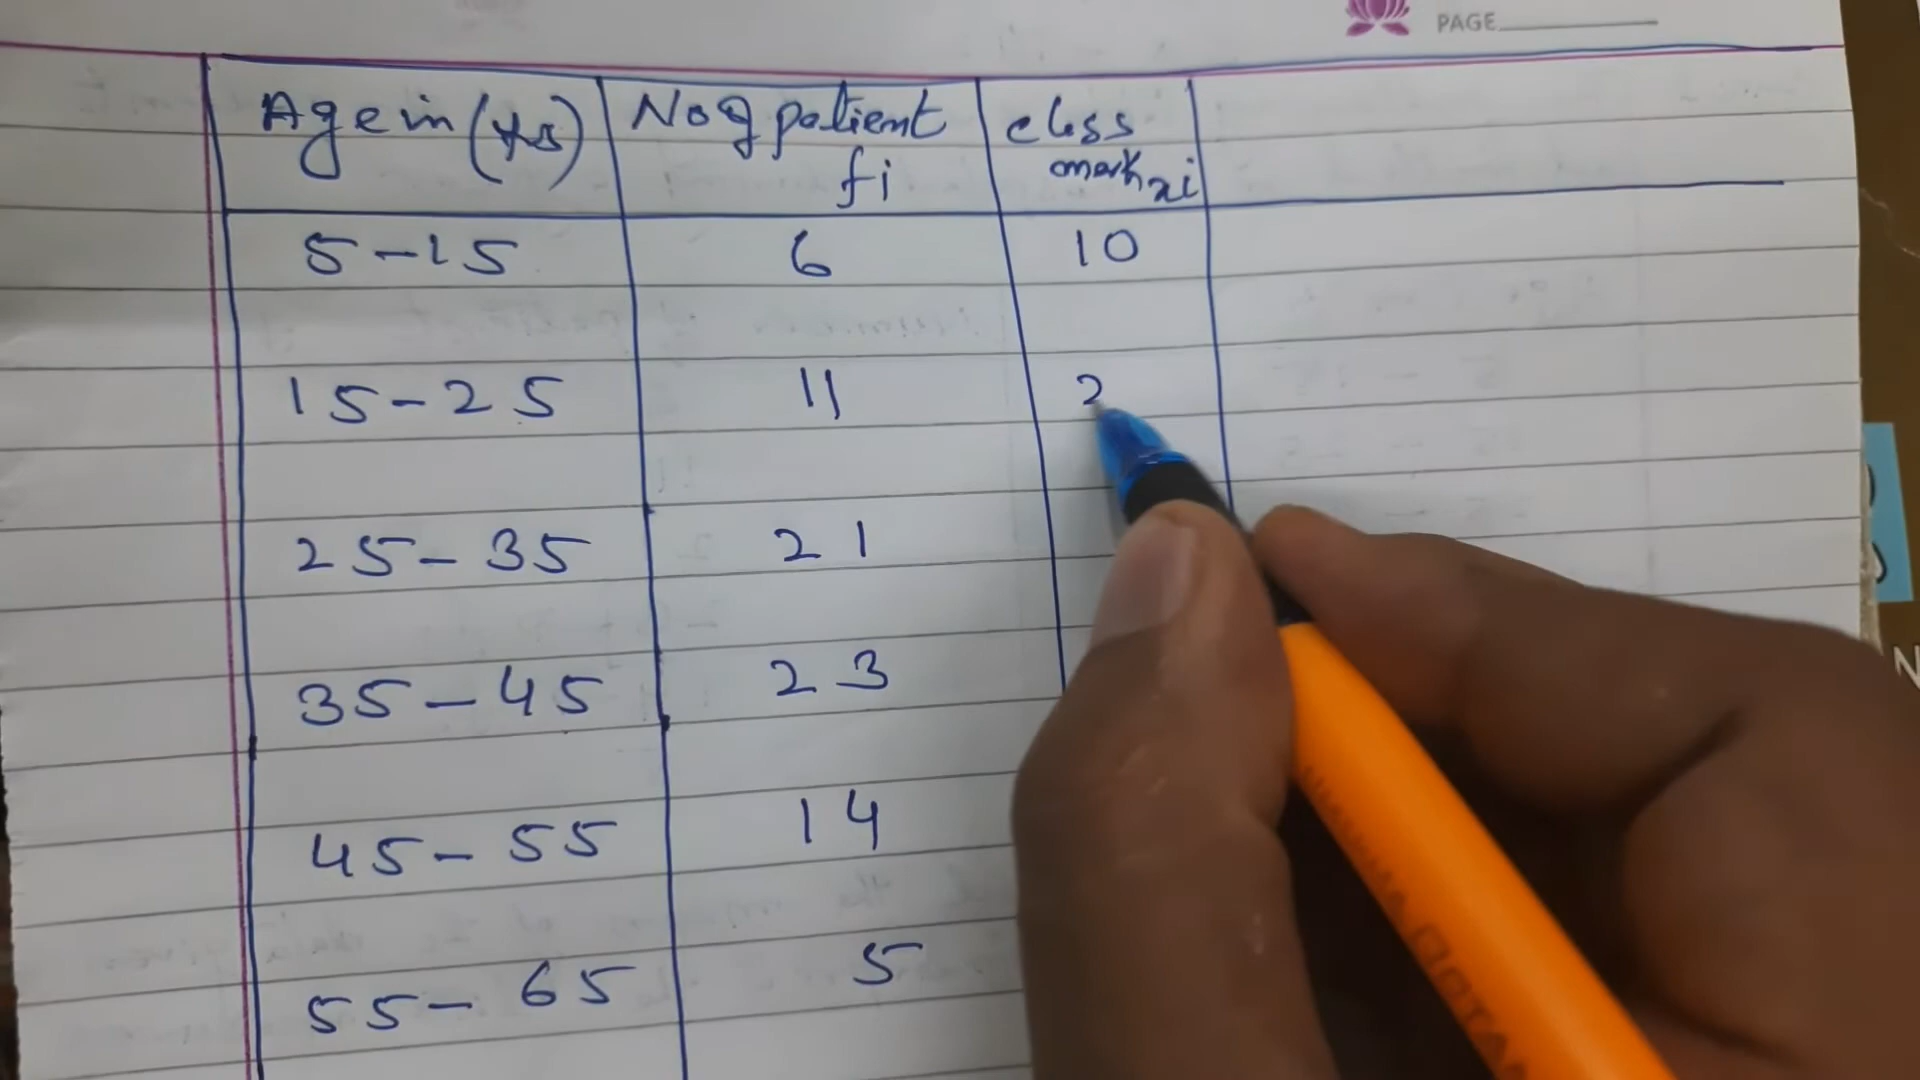 PAGE
Age in (yrs) No of patient class
fi mark xi
5-15 6 10
15-25 11 2
25-35 21
35-45 23
45-55 14
55-65 5